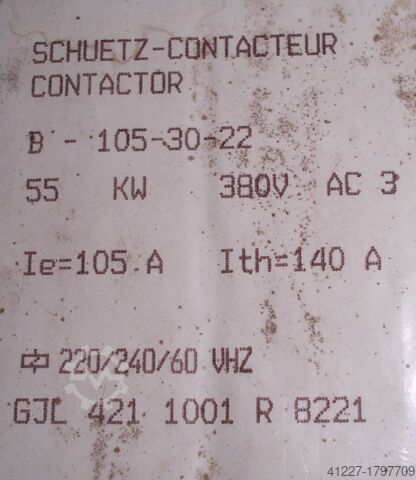 SCHUETZ-CONTACTEUR
CONTACTOR
B - 105-30-22
55 KW 380V AC 3
Ie=105 A Ith=140 A
220/240/60 VHZ
GJL 421 1001 R 8221
41227-1797709